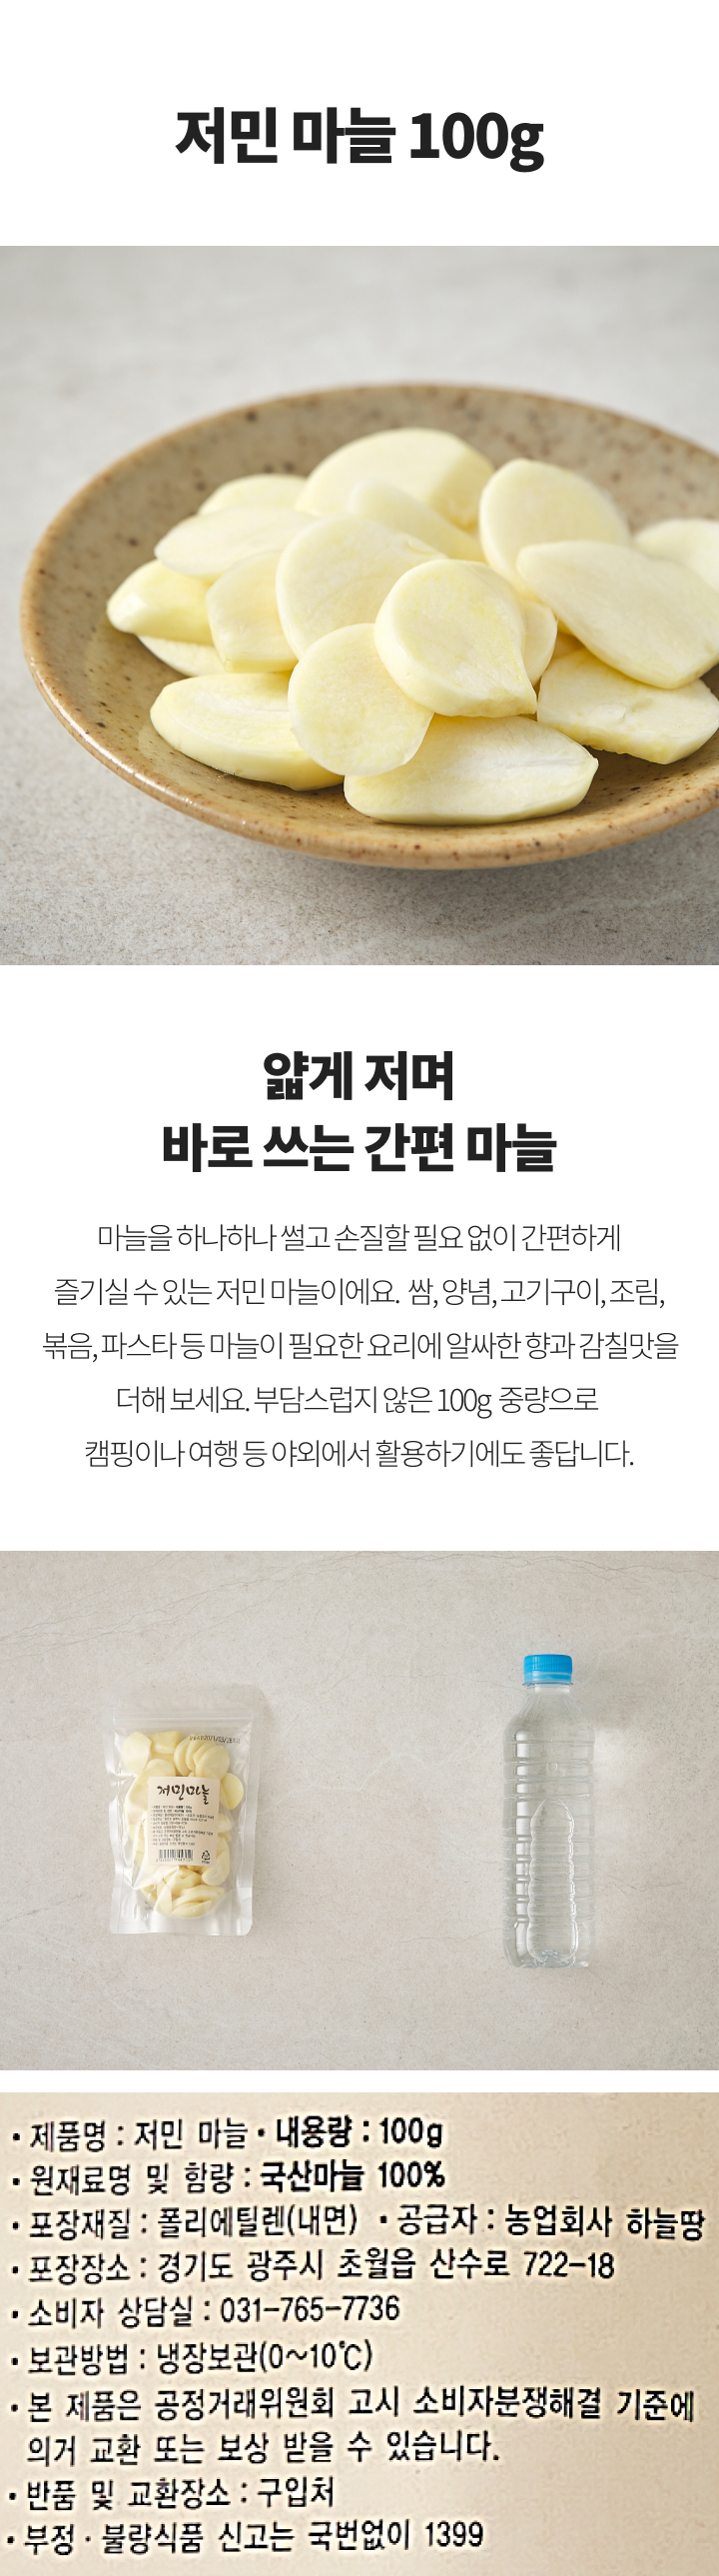 저민 마늘 100g
얇게 저며
바로 쓰는 간편 마늘
마늘을 하나하나 썰고 손질할 필요 없이 간편하게
즐기실 수 있는 저민 마늘이에요. 쌈, 양념, 고기구이, 조림,
볶음, 파스타 등 마늘이 필요한 요리에 알싸한 향과 감칠맛을
더해 보세요. 부담스럽지 않은 100g 중량으로
캠핑이나 여행 등 야외에서 활용하기에도 좋답니다.
저민마늘
• 제품명 : 저민 마늘 • 내용량 : 100g
• 원재료명 및 함량 : 국산마늘 100%
• 포장재질 : 폴리에틸렌(내면) • 공급자 : 농업회사 하늘땅
• 포장장소 : 경기도 광주시 초월읍 산수로 722-18
• 소비자 상담실 : 031-765-7736
• 보관방법 : 냉장보관(0~10℃)
• 본 제품은 공정거래위원회 고시 소비자분쟁해결 기준에
의거 교환 또는 보상 받을 수 있습니다.
• 반품 및 교환장소 : 구입처
• 부정 · 불량식품 신고는 국번없이 1399